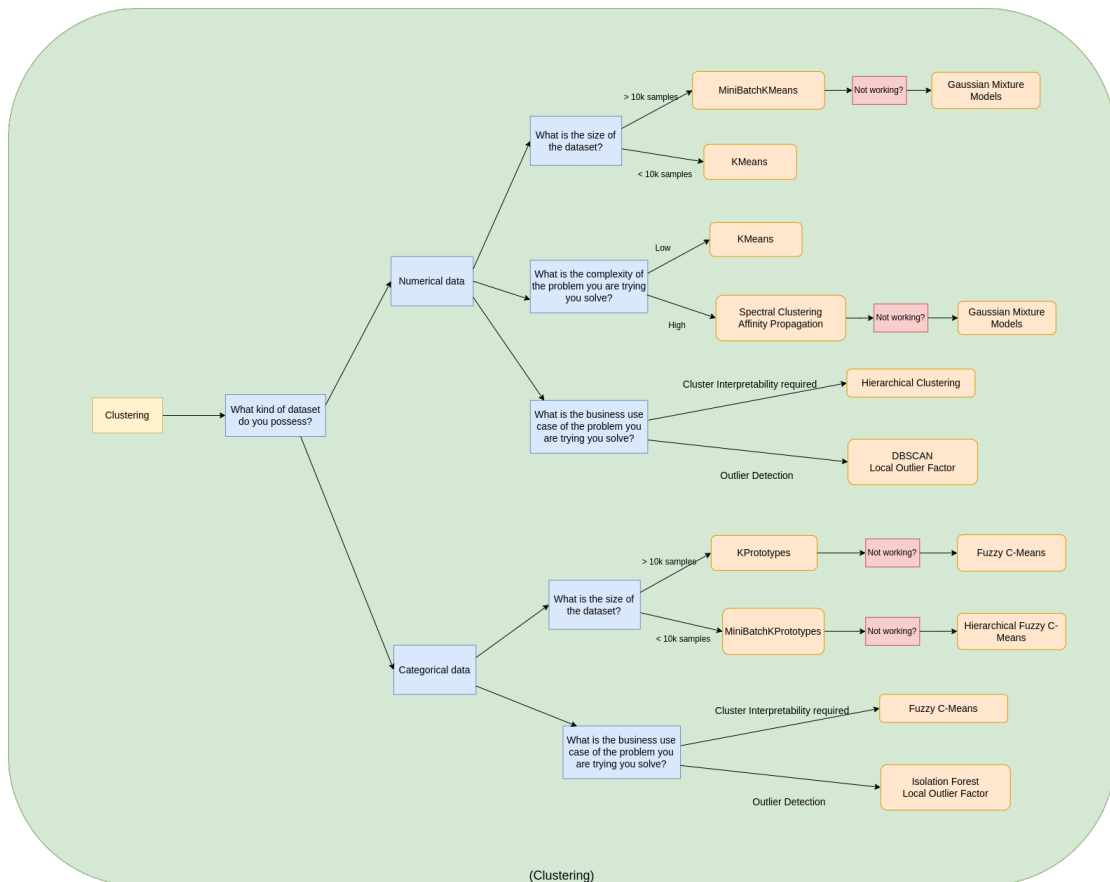 > 10k samples
MiniBatchKMeans
Not working?
Gaussian Mixture
Models
What is the size of
the dataset?
< 10k samples
KMeans
Numerical data
Low
KMeans
What is the complexity of
the problem you are trying
you solve?
High
Spectral Clustering
Affinity Propagation
Not working?
Gaussian Mixture
Models
Cluster Interpretability required
Hierarchical Clustering
Clustering
What kind of dataset
do you possess?
What is the business use
case of the problem you
are trying you solve?
Outlier Detection
DBSCAN
Local Outlier Factor
> 10k samples
KPrototypes
Not working?
Fuzzy C-Means
What is the size of
the dataset?
< 10k samples
MiniBatchKPrototypes
Not working?
Hierarchical Fuzzy C-
Means
Categorical data
Cluster Interpretability required
Fuzzy C-Means
What is the business use
case of the problem you
are trying you solve?
Outlier Detection
Isolation Forest
Local Outlier Factor
(Clustering)